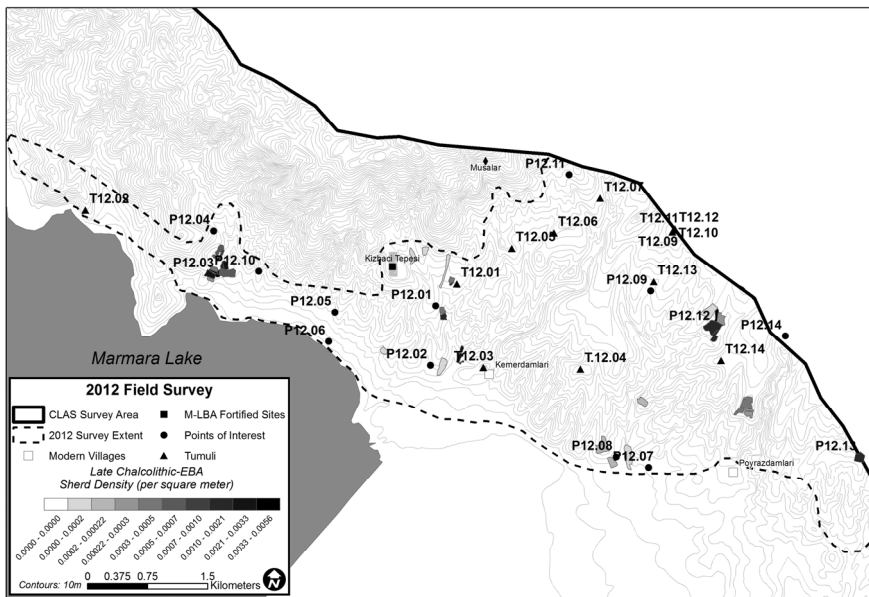 P12.11
Musalar
T12.07
T12.02
P12.04
T12.11 T12.12
T12.06
T12.09 T12.10
T12.05
P12.03 P12.10
Kizbaci Tepesi
T12.01
T12.13
P12.09
P12.05
P12.01
P12.12
P12.14
P12.06
Marmara Lake
P12.02
T12.03
Kemerdamlari
T.12.04
T12.14
P12.08
P12.07
P12.13
Poyrazdamlari
2012 Field Survey
CLAS Survey Area
M-LBA Fortified Sites
2012 Survey Extent
Points of Interest
Modern Villages
Tumuli
Late Chalcolithic-EBA
Sherd Density (per square meter)
0.0000 - 0.0000
0.0000 - 0.0002
0.0002 - 0.00022
0.00022 - 0.0003
0.0003 - 0.0005
0.0005 - 0.0007
0.0007 - 0.0010
0.0010 - 0.0021
0.0021 - 0.0033
0.0033 - 0.0056
Contours: 10m
0 0.375 0.75 1.5
Kilometers
N